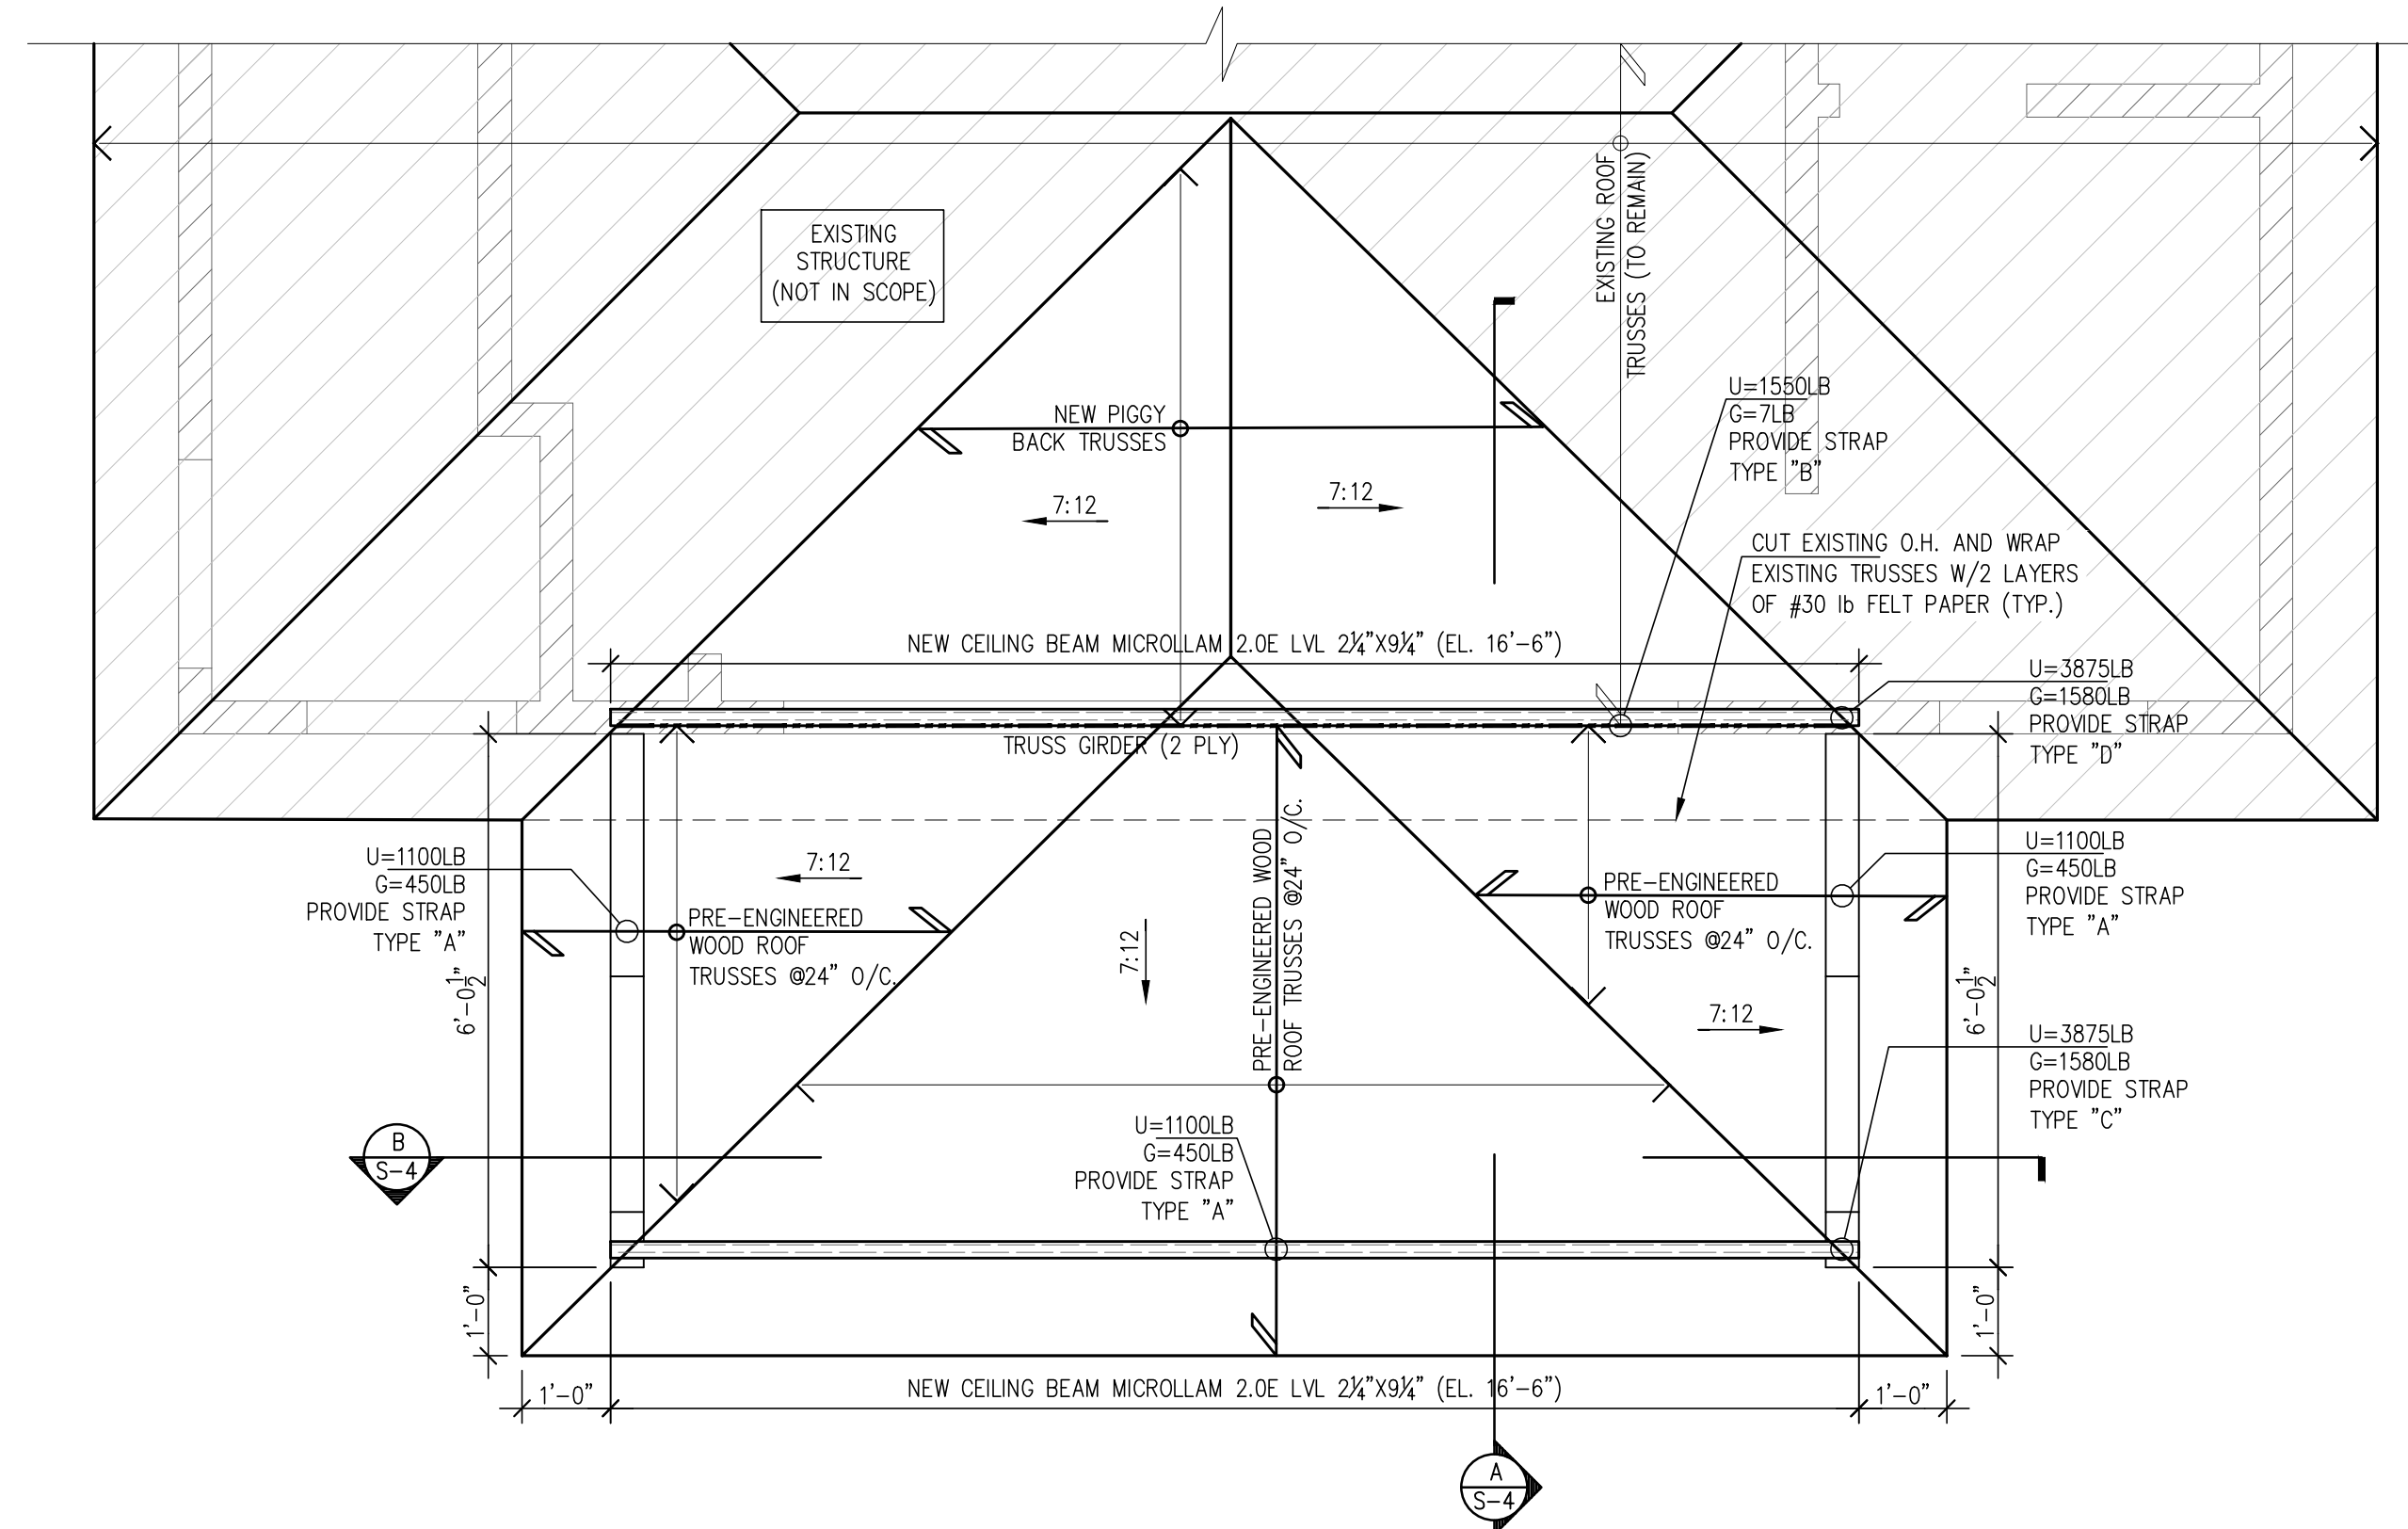 EXISTING
STRUCTURE
(NOT IN SCOPE)
EXISTING ROOF
TRUSSES (TO REMAIN)
NEW PIGGY
BACK TRUSSES
7:12
7:12
U=1550LB
G=7LB
PROVIDE STRAP
TYPE "B"
CUT EXISTING O.H. AND WRAP
EXISTING TRUSSES W/2 LAYERS
OF #30 lb FELT PAPER (TYP.)
NEW CEILING BEAM MICROLLAM 2.0E LVL 2¼"X9¼" (EL. 16'-6")
U=3875LB
G=1580LB
PROVIDE STRAP
TYPE "D"
TRUSS GIRDER (2 PLY)
U=1100LB
G=450LB
PROVIDE STRAP
TYPE "A"
7:12
PRE-ENGINEERED
WOOD ROOF
TRUSSES @24" O/C.
PRE-ENGINEERED WOOD
ROOF TRUSSES @24" O/C.
7:12
PRE-ENGINEERED
WOOD ROOF
TRUSSES @24" O/C.
U=1100LB
G=450LB
PROVIDE STRAP
TYPE "A"
6'-0½"
6'-0½"
7:12
U=3875LB
G=1580LB
PROVIDE STRAP
TYPE "C"
U=1100LB
G=450LB
PROVIDE STRAP
TYPE "A"
B
S-4
1'-0"
1'-0"
1'-0"
NEW CEILING BEAM MICROLLAM 2.0E LVL 2¼"X9¼" (EL. 16'-6")
1'-0"
A
S-4